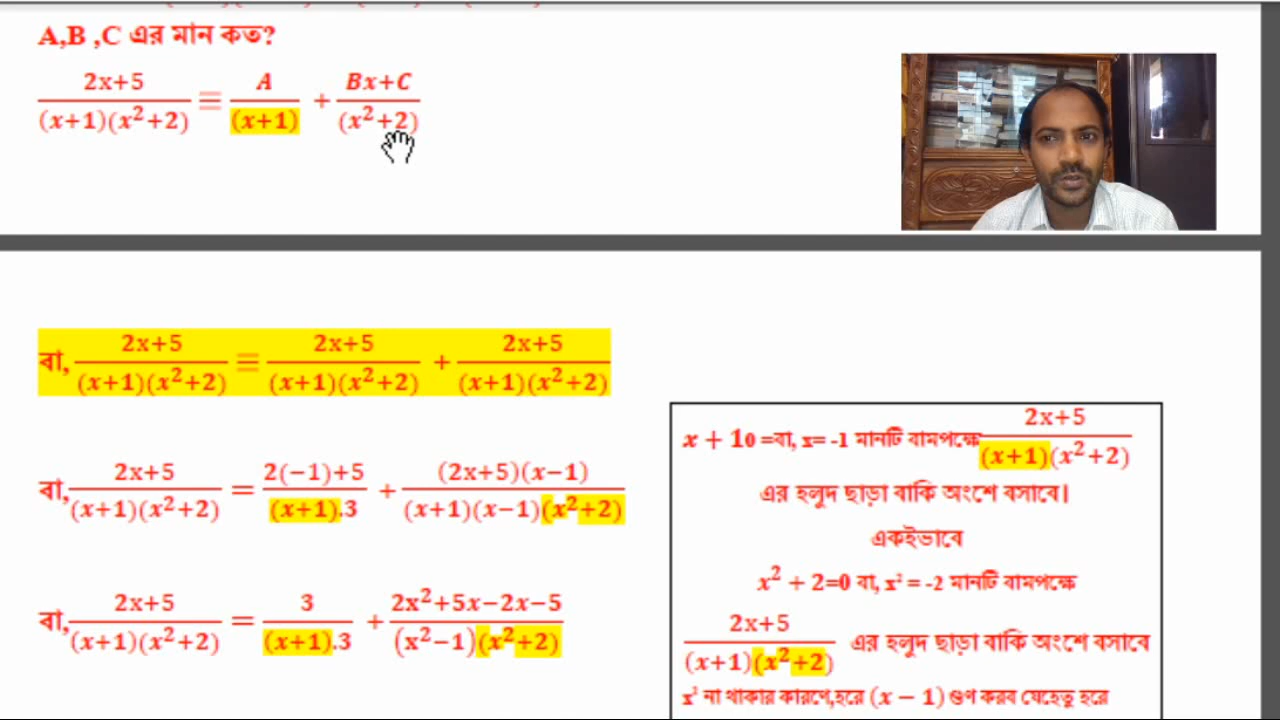 A,B ,C এর মান কত?
2x+5/(x+1)(x²+2) ≡ A/(x+1) + Bx+C/(x²+2)
বা, 2x+5/(x+1)(x²+2) ≡ 2x+5/(x+1)(x²+2) + 2x+5/(x+1)(x²+2)
বা, 2x+5/(x+1)(x²+2) = 2(−1)+5/(x+1).3 + (2x+5)(x−1)/(x+1)(x−1)(x²+2)
বা, 2x+5/(x+1)(x²+2) = 3/(x+1).3 + 2x²+5x−2x−5/(x²−1)(x²+2)
x + 10 =বা, x= -1 মানটি বামপক্ষে 2x+5/(x+1)(x²+2)
এর হলুদ ছাড়া বাকি অংশে বসাবে।
একইভাবে
x² + 2=0 বা, x² = -2 মানটি বামপক্ষে
2x+5/(x+1)(x²+2) এর হলুদ ছাড়া বাকি অংশে বসাবে
x² না থাকার কারণে,হরে (x − 1) গুণ করব যেহেতু হরে